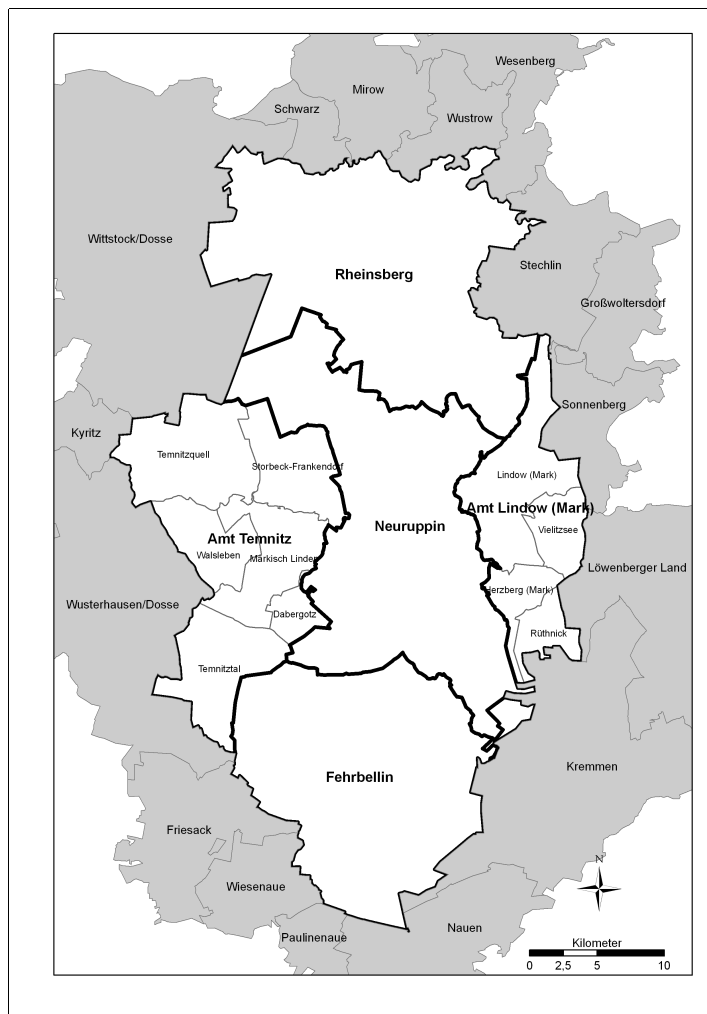 Wesenberg
Mirow
Schwarz
Wustrow
Wittstock/Dosse
Stechlin
Rheinsberg
Großwoltersdorf
Sonnenberg
Kyritz
Temnitzquell
Storbeck-Frankendorf
Lindow (Mark)
Amt Lindow (Mark)
Neuruppin
Vielitzsee
Amt Temnitz
Walsleben
Märkisch Linden
Löwenberger Land
Herzberg (Mark)
Wusterhausen/Dosse
Dabergotz
Rüthnick
Temnitztal
Kremmen
Fehrbellin
Friesack
N
Wiesenaue
Nauen
Paulinenaue
Kilometer
0 2,5 5 10